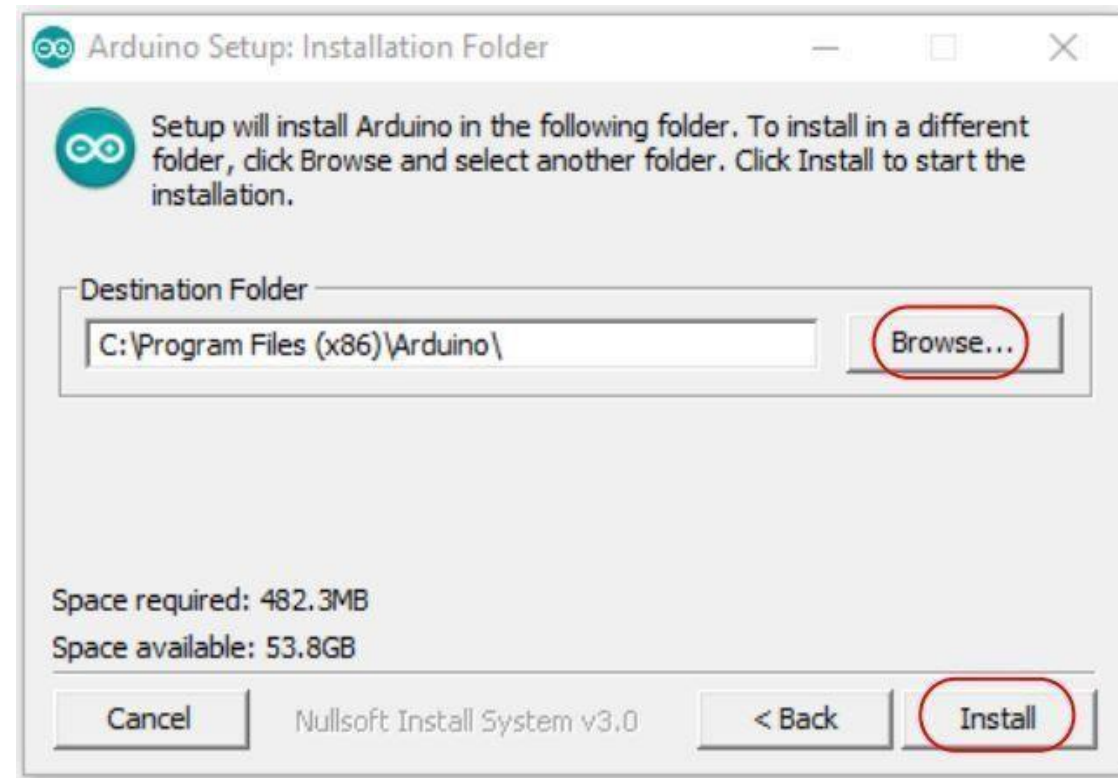 Arduino Setup: Installation Folder
Setup will install Arduino in the following folder. To install in a different
folder, click Browse and select another folder. Click Install to start the
installation.
Destination Folder
C:\Program Files (x86)\Arduino\
Browse...
Space required: 482.3MB
Space available: 53.8GB
Cancel
Nullsoft Install System v3.0
< Back
Install